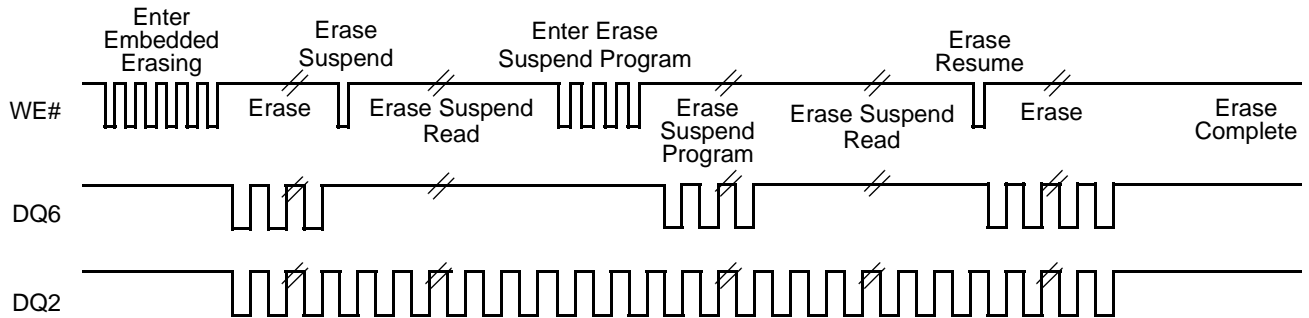 Enter
Embedded
Erasing
Erase
Suspend
Enter Erase
Suspend Program
Erase
Resume
WE#
Erase
Erase Suspend
Read
Erase
Suspend
Program
Erase Suspend
Read
Erase
Erase
Complete
DQ6
DQ2